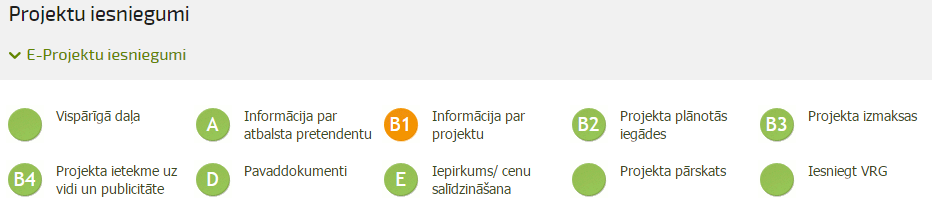 Projektu iesniegumi
E-Projektu iesniegumi
Vispārīgā daļa
A
Informācija par
atbalsta pretendentu
B1
Informācija par
projektu
B2
Projekta plānotās
iegādes
B3
Projekta izmaksas
B4
Projekta ietekme uz
vidi un publicitāte
D
Pavaddokumenti
E
Iepirkums/ cenu
salīdzināšana
Projekta pārskats
Iesniegt VRG